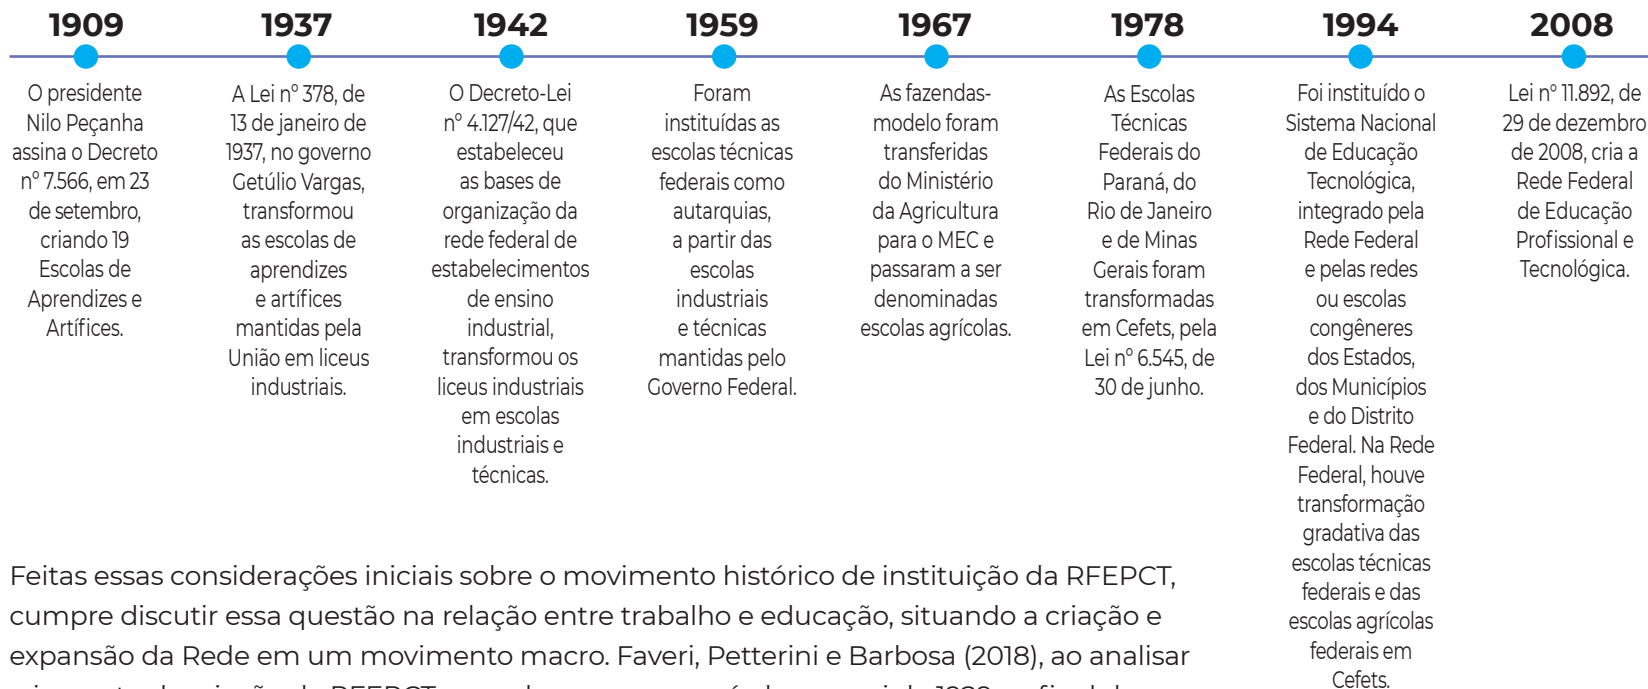 1909
O presidente
Nilo Peçanha
assina o Decreto
nº 7.566, em 23
de setembro,
criando 19
Escolas de
Aprendizes e
Artífices.
1937
A Lei nº 378, de
13 de janeiro de
1937, no governo
Getúlio Vargas,
transformou
as escolas de
aprendizes
e artífices
mantidas pela
União em liceus
industriais.
1942
O Decreto-Lei
nº 4.127/42, que
estabeleceu
as bases de
organização da
rede federal de
estabelecimentos
de ensino
industrial,
transformou os
liceus industriais
em escolas
industriais e
técnicas.
1959
Foram
instituídas as
escolas técnicas
federais como
autarquias,
a partir das
escolas
industriais
e técnicas
mantidas pelo
Governo Federal.
1967
As fazendas-
modelo foram
transferidas
do Ministério
da Agricultura
para o MEC e
passaram a ser
denominadas
escolas agrícolas.
1978
As Escolas
Técnicas
Federais do
Paraná, do
Rio de Janeiro
e de Minas
Gerais foram
transformadas
em Cefets, pela
Lei nº 6.545, de
30 de junho.
1994
Foi instituído o
Sistema Nacional
de Educação
Tecnológica,
integrado pela
Rede Federal
e pelas redes
ou escolas
congêneres
dos Estados,
dos Municípios
e do Distrito
Federal. Na Rede
Federal, houve
transformação
gradativa das
escolas técnicas
federais e das
escolas agrícolas
federais em
Cefets.
2008
Lei nº 11.892, de
29 de dezembro
de 2008, cria a
Rede Federal
de Educação
Profissional e
Tecnológica.
Feitas essas considerações iniciais sobre o movimento histórico de instituição da RFEPCT,
cumpre discutir essa questão na relação entre trabalho e educação, situando a criação e
expansão da Rede em um movimento macro. Faveri, Petterini e Barbosa (2018), ao analisar